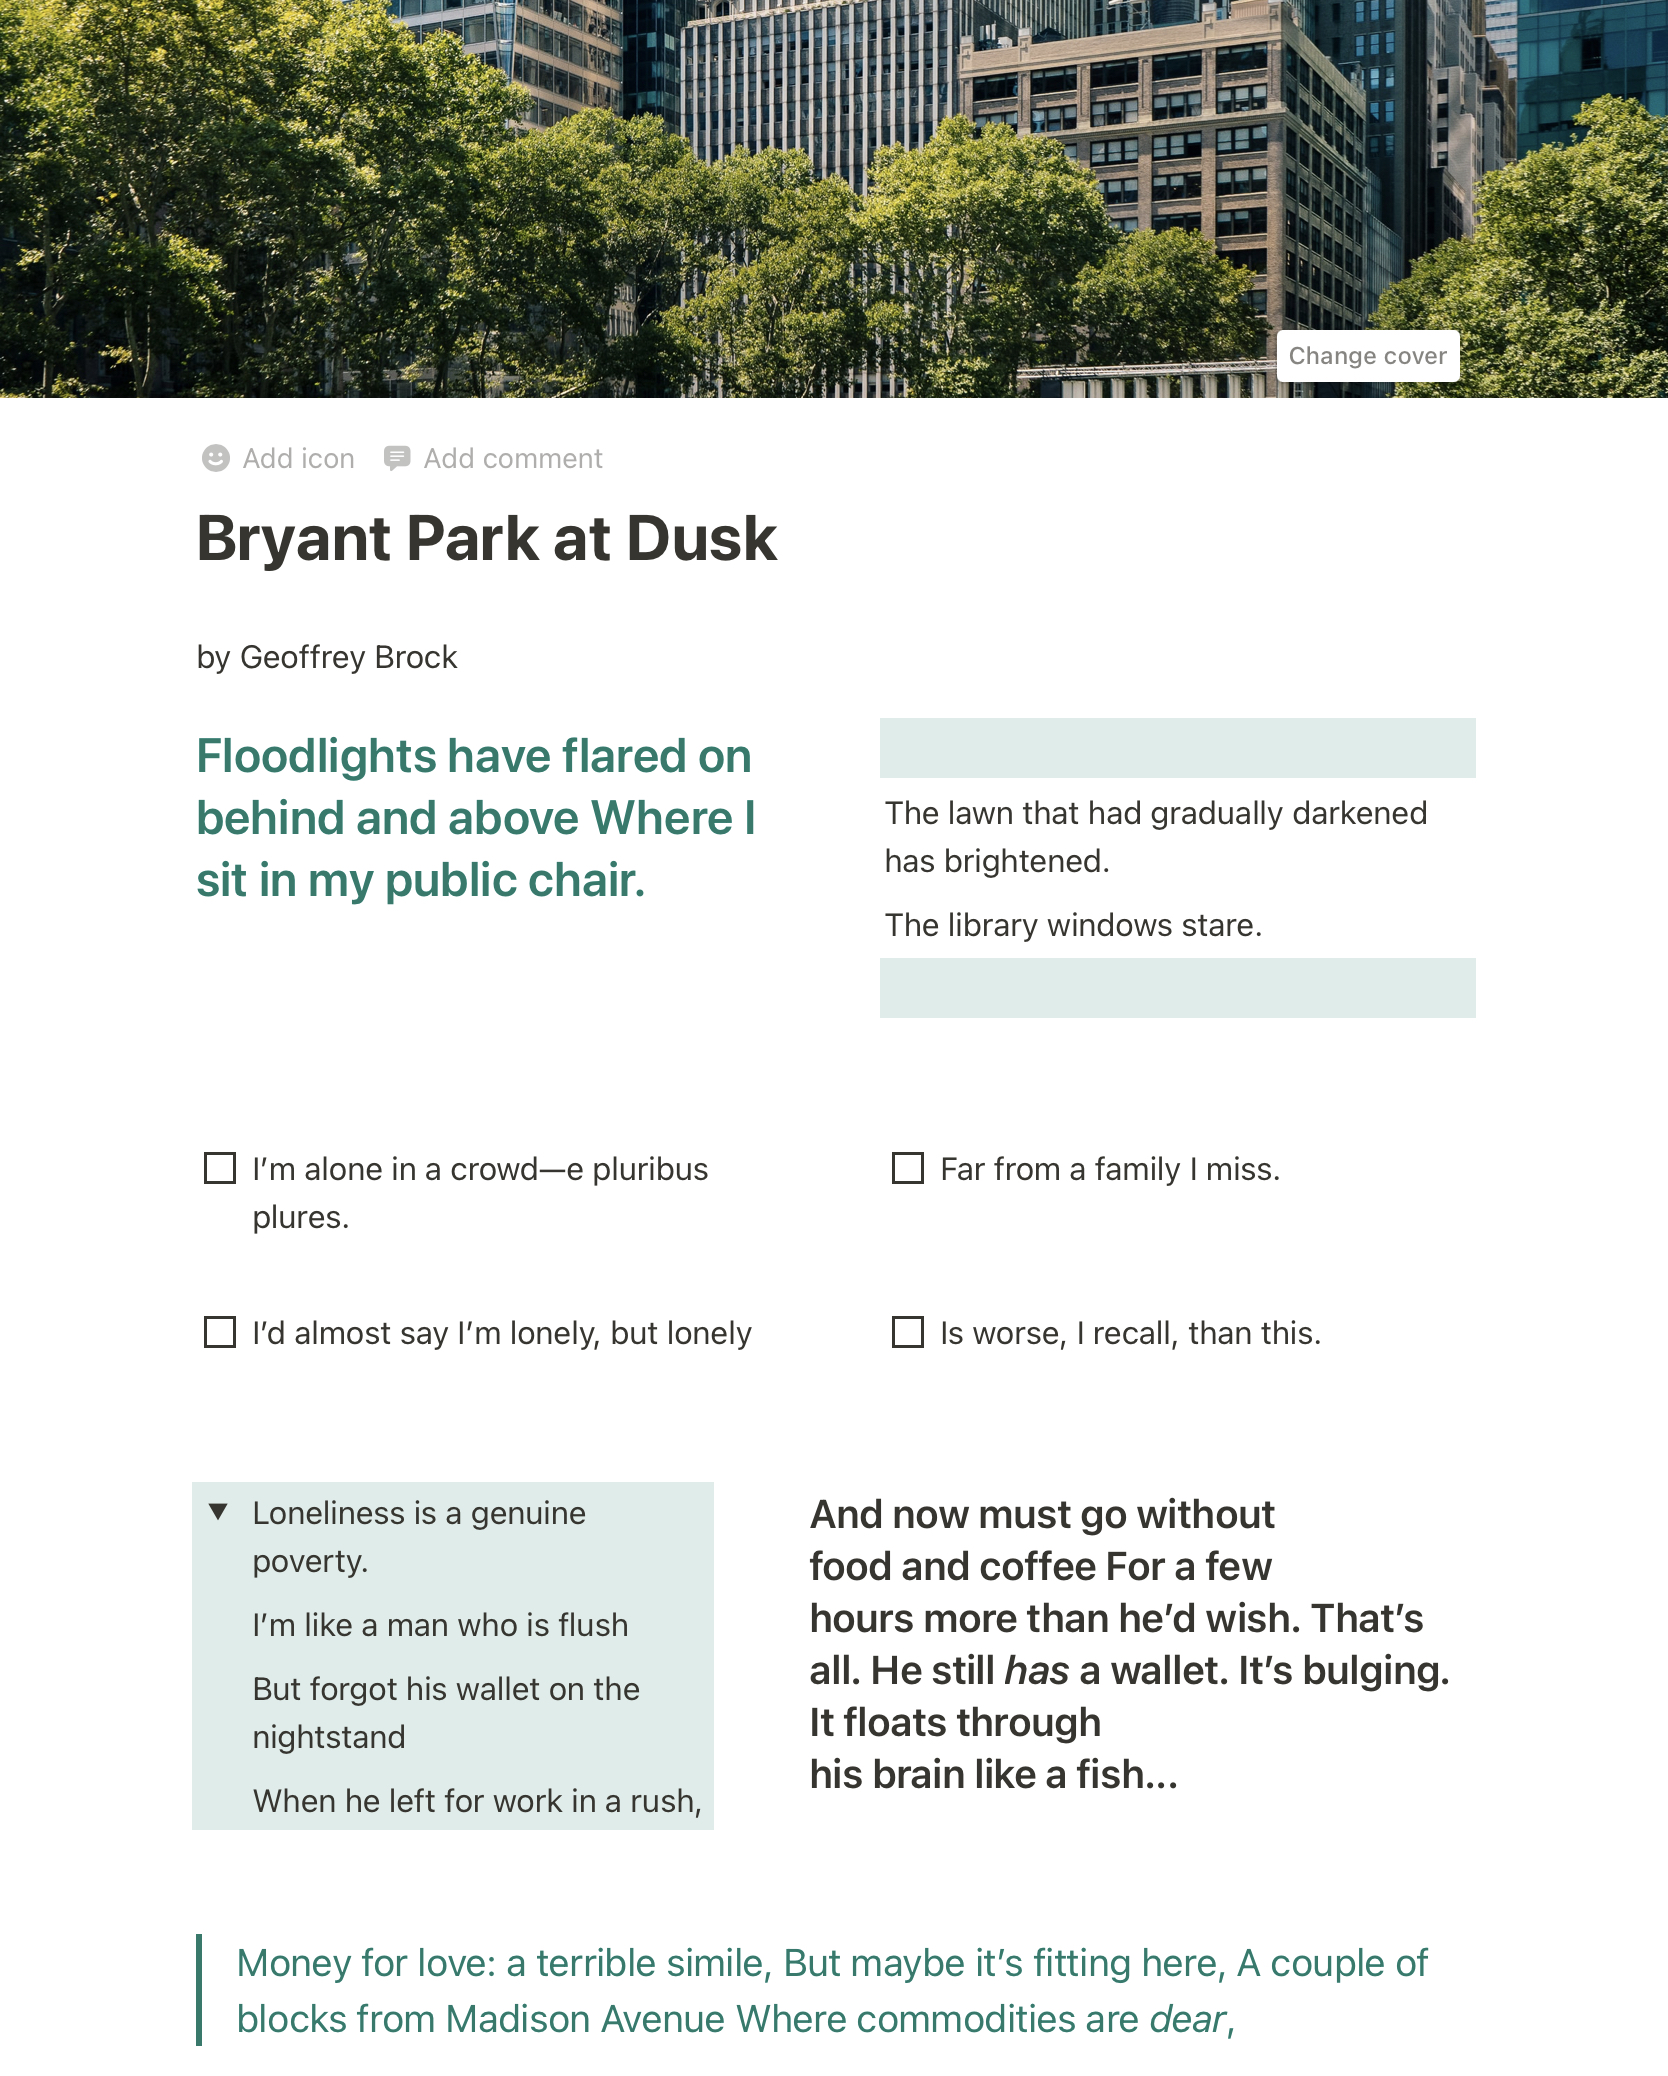 Change cover
Add icon Add comment
Bryant Park at Dusk
by Geoffrey Brock
Floodlights have flared on
behind and above Where I
sit in my public chair.
The lawn that had gradually darkened
has brightened.
The library windows stare.
I’m alone in a crowd—e pluribus
plures.
Far from a family I miss.
I’d almost say I’m lonely, but lonely
Is worse, I recall, than this.
Loneliness is a genuine
poverty.
I’m like a man who is flush
But forgot his wallet on the
nightstand
When he left for work in a rush,
And now must go without
food and coffee For a few
hours more than he’d wish. That’s
all. He still has a wallet. It’s bulging.
It floats through
his brain like a fish...
Money for love: a terrible simile, But maybe it’s fitting here, A couple of
blocks from Madison Avenue Where commodities are dear,